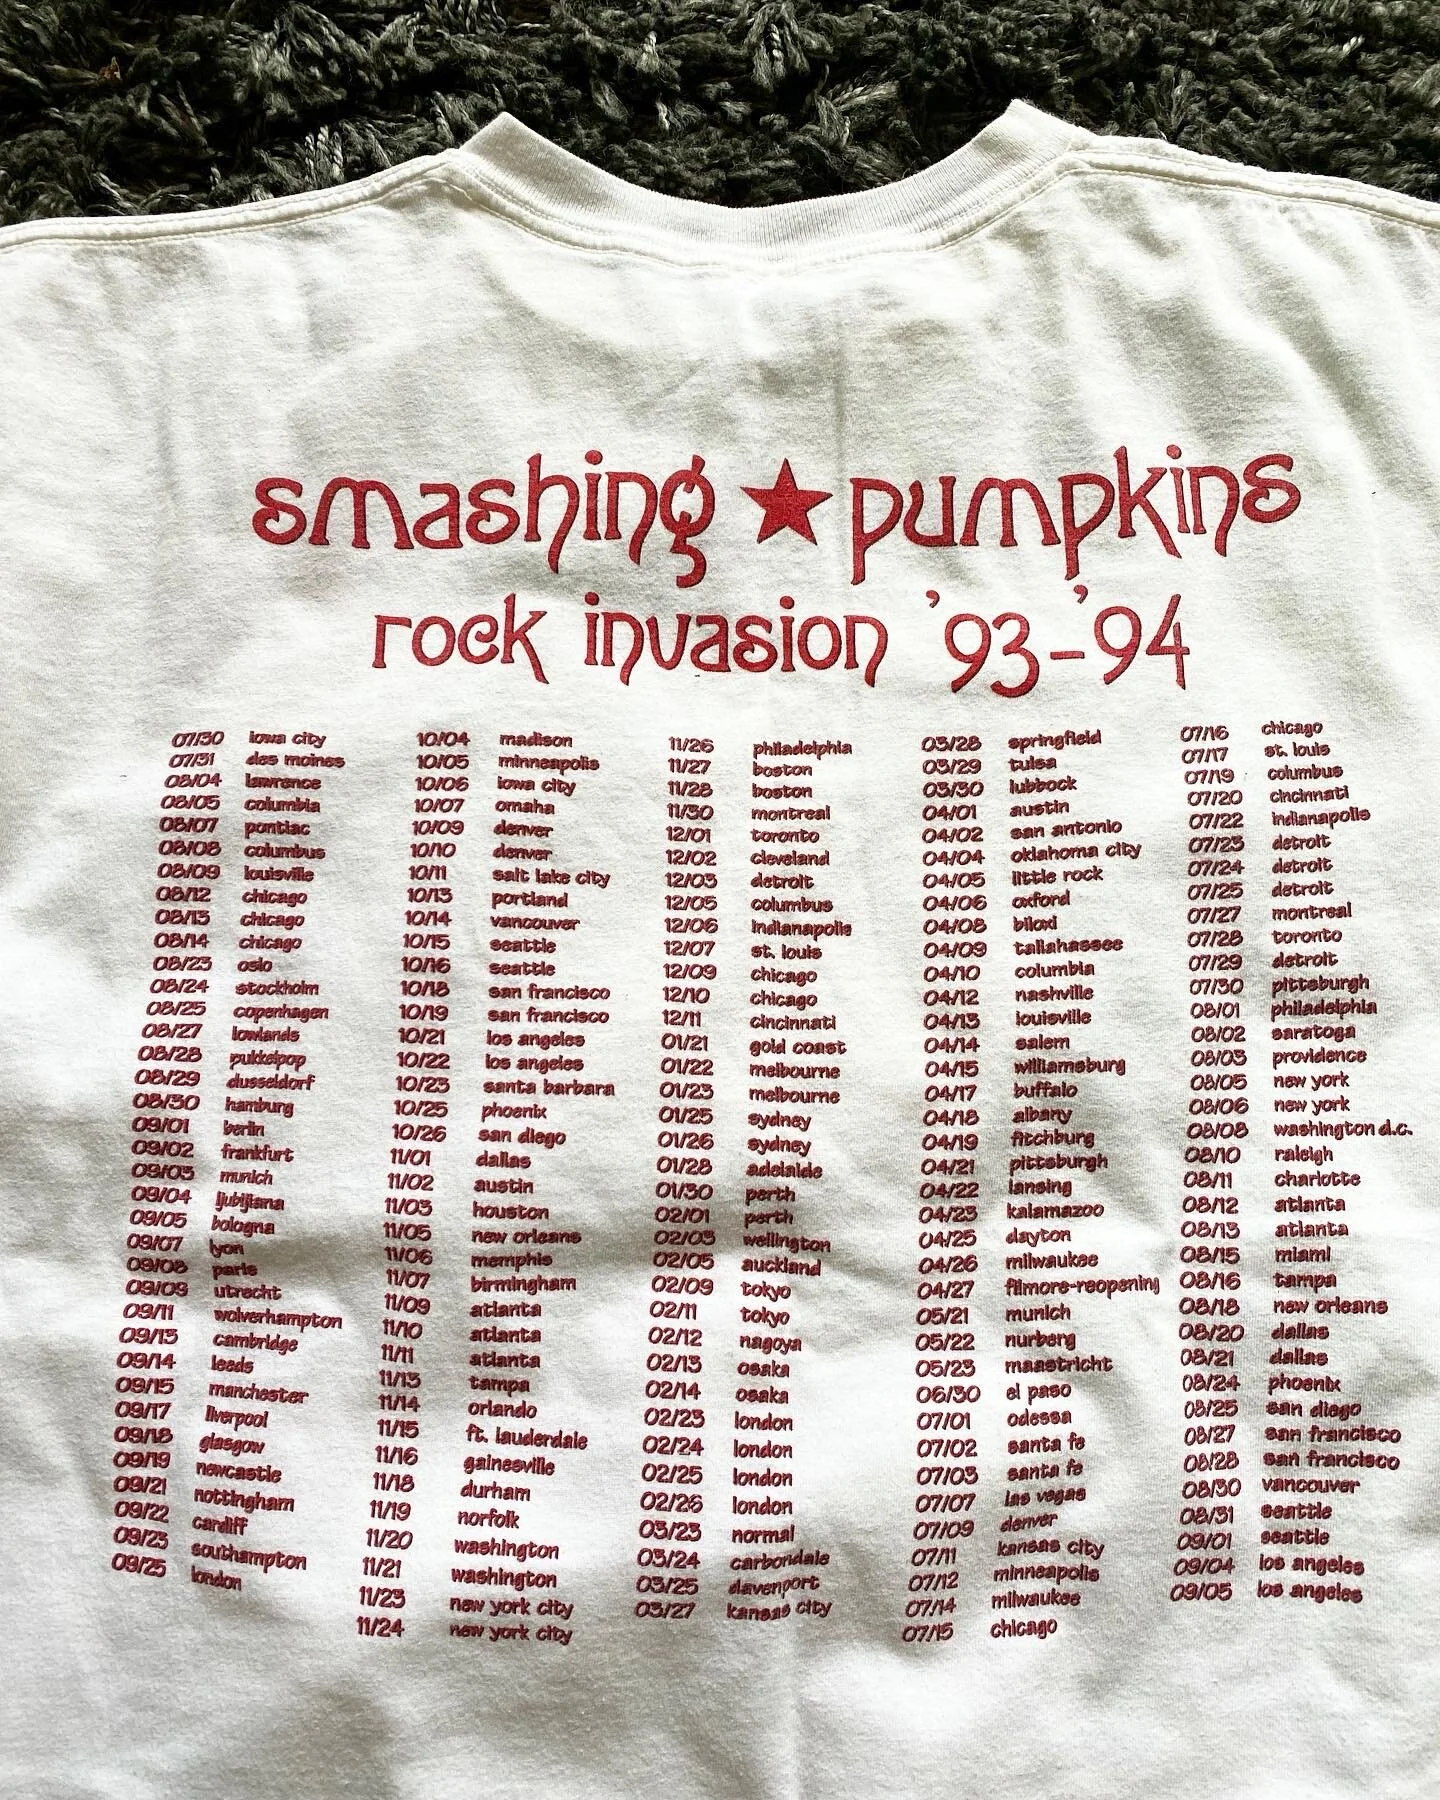 smashing ★ pumpkins
rock invasion '93-'94
07/30 iowa city
07/31 des moines
08/04 lawrence
08/05 columbia
08/07 pontiac
08/08 columbus
08/09 louisville
08/12 chicago
08/13 chicago
08/14 chicago
08/23 oslo
08/24 stockholm
08/25 copenhagen
08/27 lowlands
08/28 pukkelpop
08/29 dusseldorf
08/30 hamburg
09/01 berlin
09/02 frankfurt
09/03 munich
09/04 ljubijlana
09/05 bologna
09/07 lyon
09/08 paris
09/09 utrecht
09/11 wolverhampton
09/13 cambridge
09/14 leeds
09/15 manchester
09/17 liverpool
09/18 glasgow
09/19 newcastle
09/21 nottingham
09/22 cardiff
09/23 southampton
09/25 london
10/04 madison
10/05 minneapolis
10/06 iowa city
10/07 omaha
10/09 denver
10/10 denver
10/11 salt lake city
10/13 portland
10/14 vancouver
10/15 seattle
10/16 seattle
10/18 san francisco
10/19 san francisco
10/21 los angeles
10/22 los angeles
10/23 santa barbara
10/25 phoenix
10/26 san diego
11/01 dallas
11/02 austin
11/03 houston
11/05 new orleans
11/06 memphis
11/07 birmingham
11/09 atlanta
11/10 atlanta
11/11 atlanta
11/13 tampa
11/14 orlando
11/15 ft. lauderdale
11/16 gainesville
11/18 durham
11/19 norfolk
11/20 washington
11/21 washington
11/23 new york city
11/24 new york city
11/26 philadelphia
11/27 boston
11/28 boston
11/30 montreal
12/01 toronto
12/02 cleveland
12/03 detroit
12/05 columbus
12/06 indianapolis
12/07 st. louis
12/09 chicago
12/10 chicago
12/11 cincinnati
01/21 gold coast
01/22 melbourne
01/23 melbourne
01/25 sydney
01/26 sydney
01/28 adelaide
01/30 perth
02/01 perth
02/03 wellington
02/05 auckland
02/09 tokyo
02/11 tokyo
02/12 nagoya
02/13 osaka
02/14 osaka
02/23 london
02/24 london
02/25 london
02/26 london
03/23 normal
03/24 carbondale
03/25 davenport
03/27 kansas city
03/28 springfield
03/29 tulsa
03/30 lubbock
04/01 austin
04/02 san antonio
04/04 oklahoma city
04/05 little rock
04/06 oxford
04/08 biloxi
04/09 tallahassee
04/10 columbia
04/12 nashville
04/13 louisville
04/14 salem
04/15 williamsburg
04/17 buffalo
04/18 albany
04/19 fitchburg
04/21 pittsburgh
04/22 lansing
04/23 kalamazoo
04/25 dayton
04/26 milwaukee
04/27 filmore-reopening
05/21 munich
05/22 nurberg
05/23 maastricht
06/30 el paso
07/01 odessa
07/02 santa fe
07/03 santa fe
07/07 las vegas
07/09 denver
07/11 kansas city
07/12 minneapolis
07/14 milwaukee
07/15 chicago
07/16 chicago
07/17 st. louis
07/19 columbus
07/20 cincinnati
07/22 indianapolis
07/23 detroit
07/24 detroit
07/25 detroit
07/27 montreal
07/28 toronto
07/29 detroit
07/30 pittsburgh
08/01 philadelphia
08/02 saratoga
08/03 providence
08/05 new york
08/06 new york
08/08 washington d.c.
08/10 raleigh
08/11 charlotte
08/12 atlanta
08/13 atlanta
08/15 miami
08/16 tampa
08/18 new orleans
08/20 dallas
08/21 dallas
08/24 phoenix
08/25 san diego
08/27 san francisco
08/28 san francisco
08/30 vancouver
08/31 seattle
09/01 seattle
09/04 los angeles
09/05 los angeles